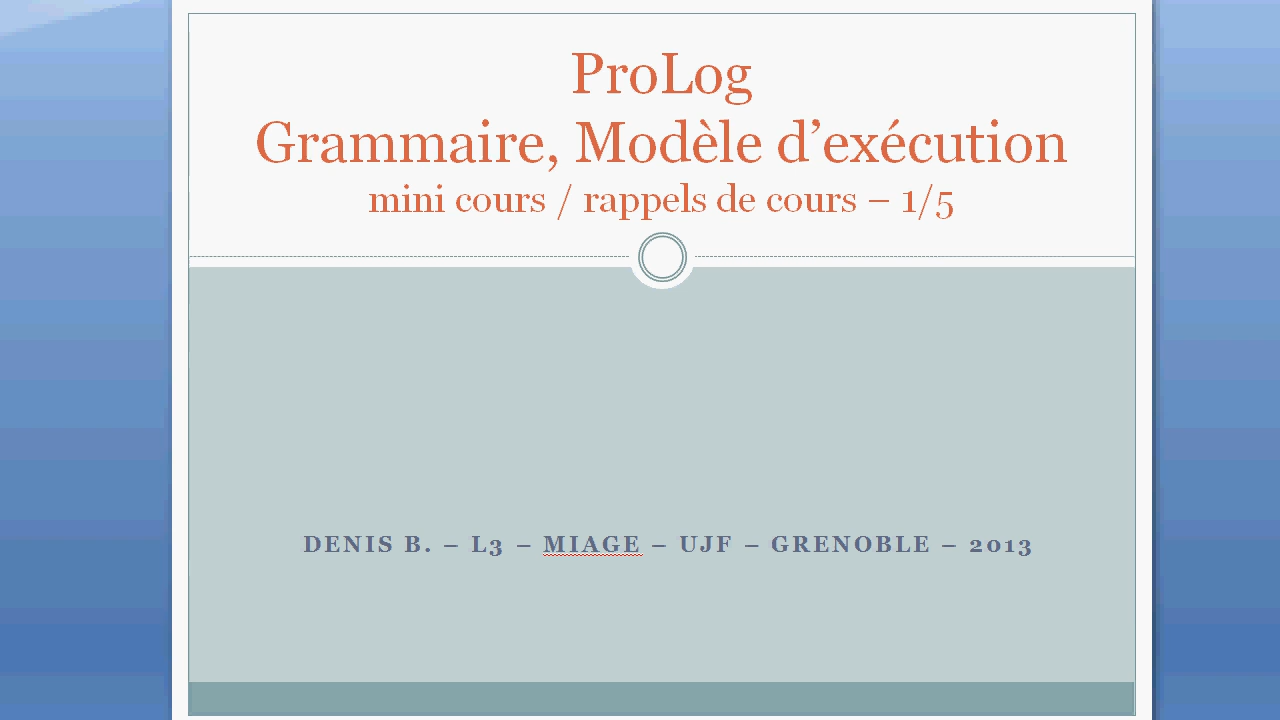 ProLog
Grammaire, Modèle d’exécution
mini cours / rappels de cours – 1/5
DENIS B. – L3 – MIAGE – UJF – GRENOBLE – 2013